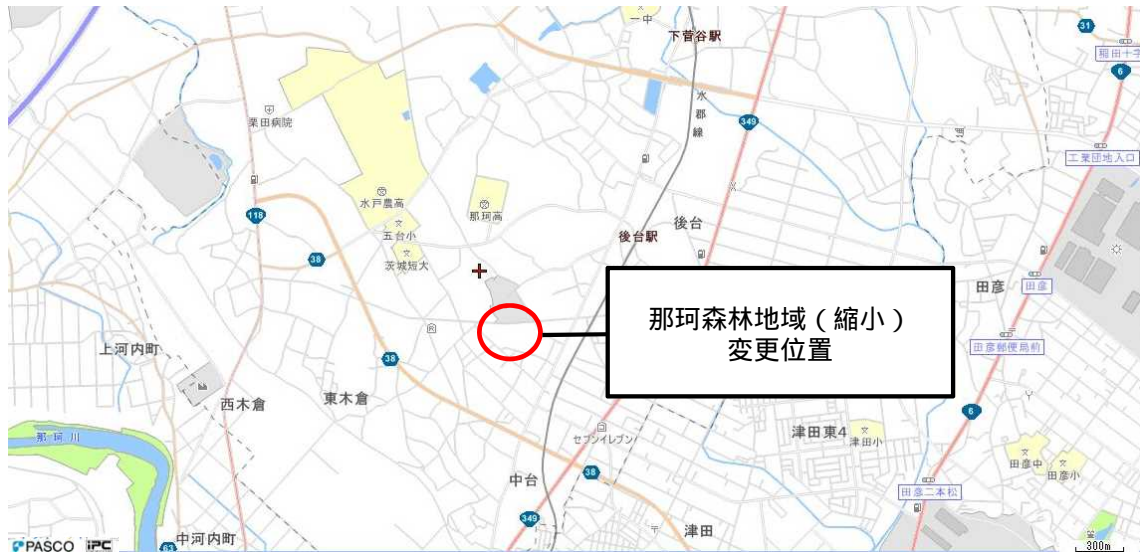 一中
下菅谷駅
31
稲田十字
6
水郡線
栗田病院
349
工業団地入口
水戸農高
那珂高
118
五台小
後台
後台駅
38
茨城短大
田彦
田彦
那珂森林地域（縮小）
変更位置
上河内町
38
田彦郵便局前
西木倉
東木倉
6
那珂川
セブンイレブン
津田東4
津田小
田彦中
田彦小
中台
38
田彦二本松
349
津田
中河内町
63
PASCO iPC
300m